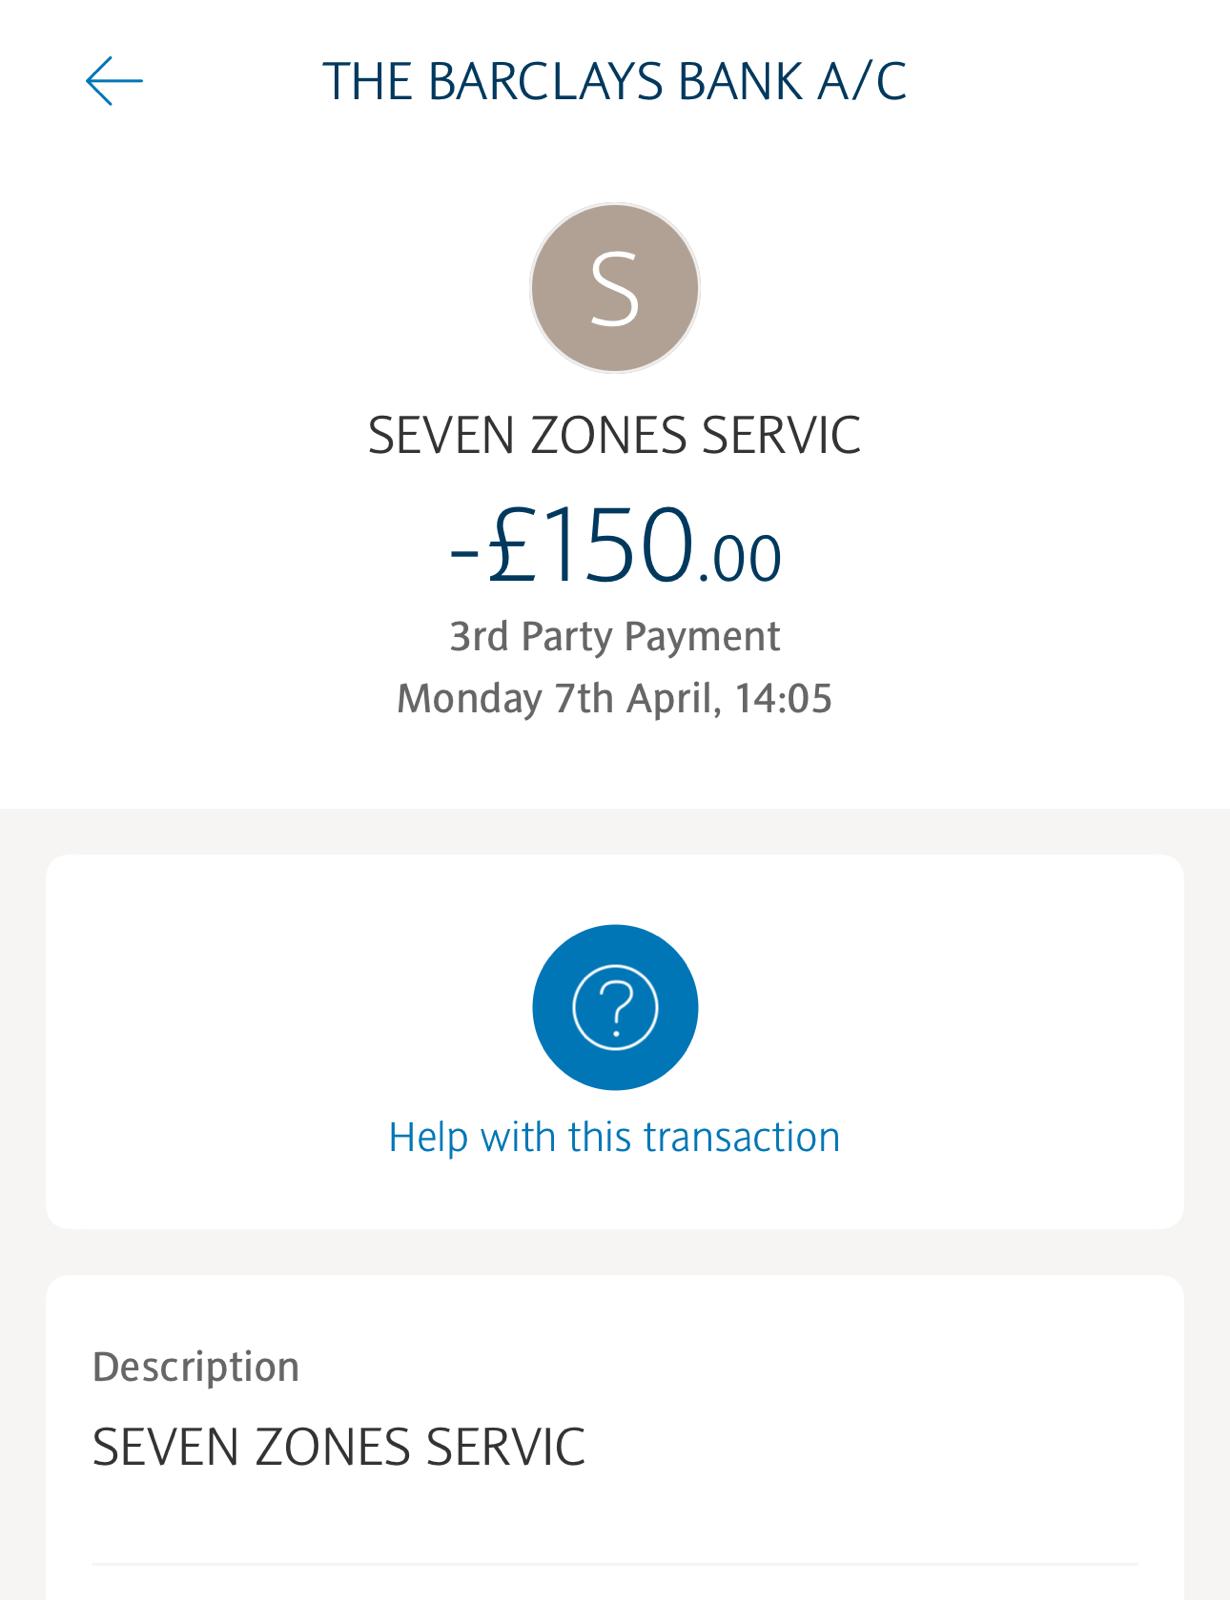 THE BARCLAYS BANK A/C
S
SEVEN ZONES SERVIC
-£150.00
3rd Party Payment
Monday 7th April, 14:05
?
Help with this transaction
Description
SEVEN ZONES SERVIC